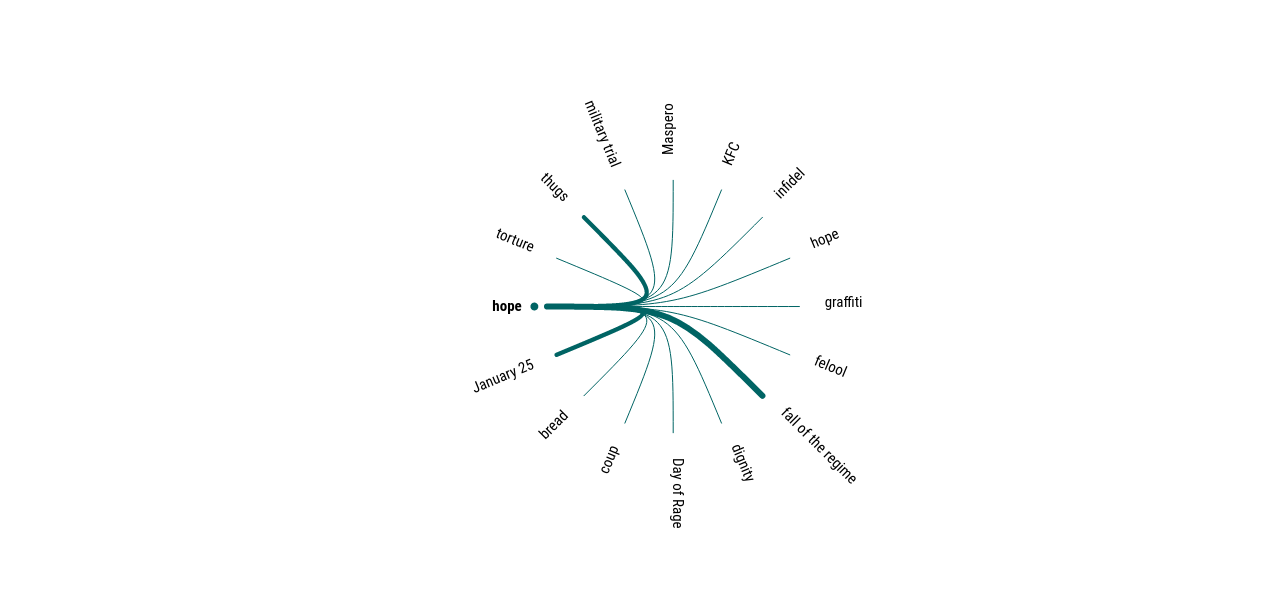 military trial
Maspero
KFC
infidel
hope
graffiti
felool
fall of the regime
dignity
Day of Rage
coup
bread
January 25
hope
torture
thugs